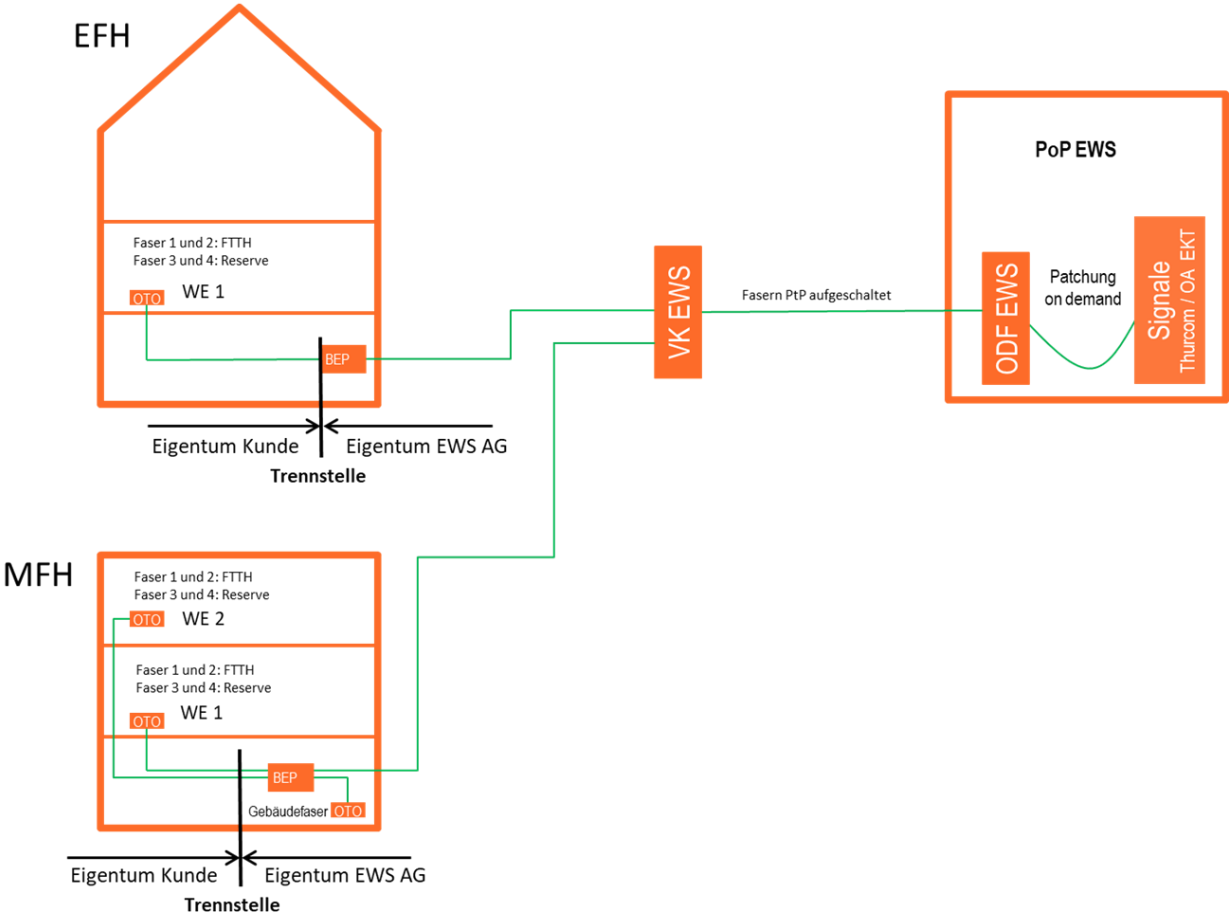 EFH
Faser 1 und 2: FTTH
Faser 3 und 4: Reserve
OTO
WE 1
BEP
Eigentum Kunde
Eigentum EWS AG
Trennstelle
VK EWS
Fasern PtP aufgeschaltet
PoP EWS
ODF EWS
Patchung
on demand
Signale
Thurcom / OA EKT
MFH
Faser 1 und 2: FTTH
Faser 3 und 4: Reserve
OTO
WE 2
Faser 1 und 2: FTTH
Faser 3 und 4: Reserve
OTO
WE 1
BEP
Gebäudefaser
OTO
Eigentum Kunde
Eigentum EWS AG
Trennstelle